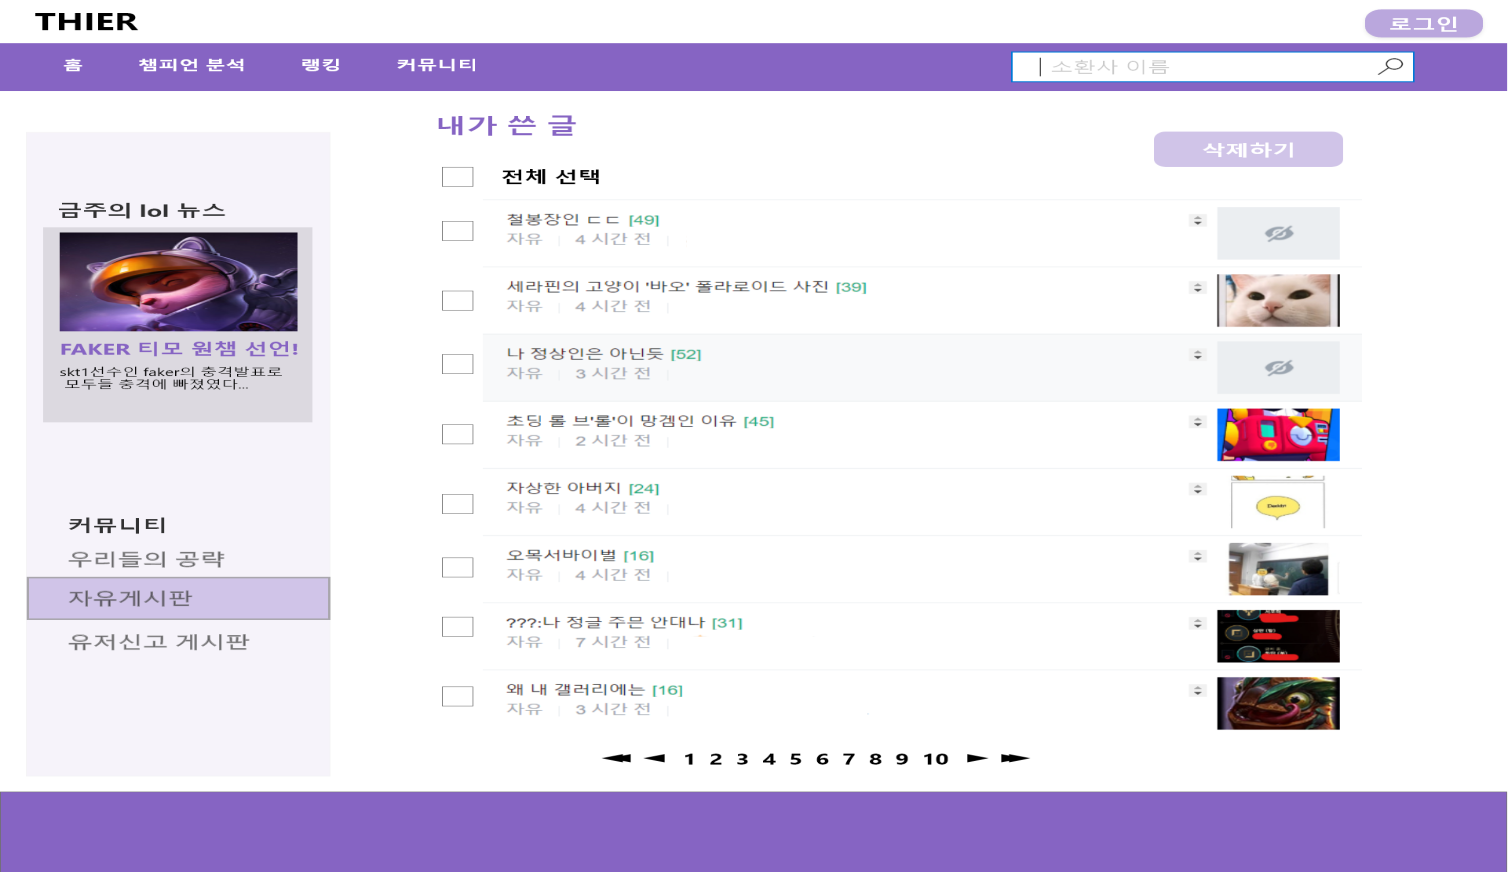 THIER
로그인
홈 챔피언 분석 랭킹 커뮤니티
소환사 이름
내가 쓴 글
삭제하기
전체 선택
금주의 lol 뉴스
FAKER 티모 원챔 선언!
skt1선수인 faker의 충격발표로
모두들 충격에 빠졌였다...
커뮤니티
우리들의 공략
자유게시판
유저신고 게시판
철봉장인 ㄷㄷ [49]
자유 4 시간 전
세라핀의 고양이 '바오' 폴라로이드 사진 [39]
자유 4 시간 전
나 정상인은 아닌듯 [52]
자유 3 시간 전
초딩 롤 브'롤'이 망겜인 이유 [45]
자유 2 시간 전
자상한 아버지 [24]
자유 4 시간 전
오목서바이벌 [16]
자유 4 시간 전
???:나 정글 주문 안대나 [31]
자유 7 시간 전
왜 내 갤러리에는 [16]
자유 3 시간 전
1 2 3 4 5 6 7 8 9 10